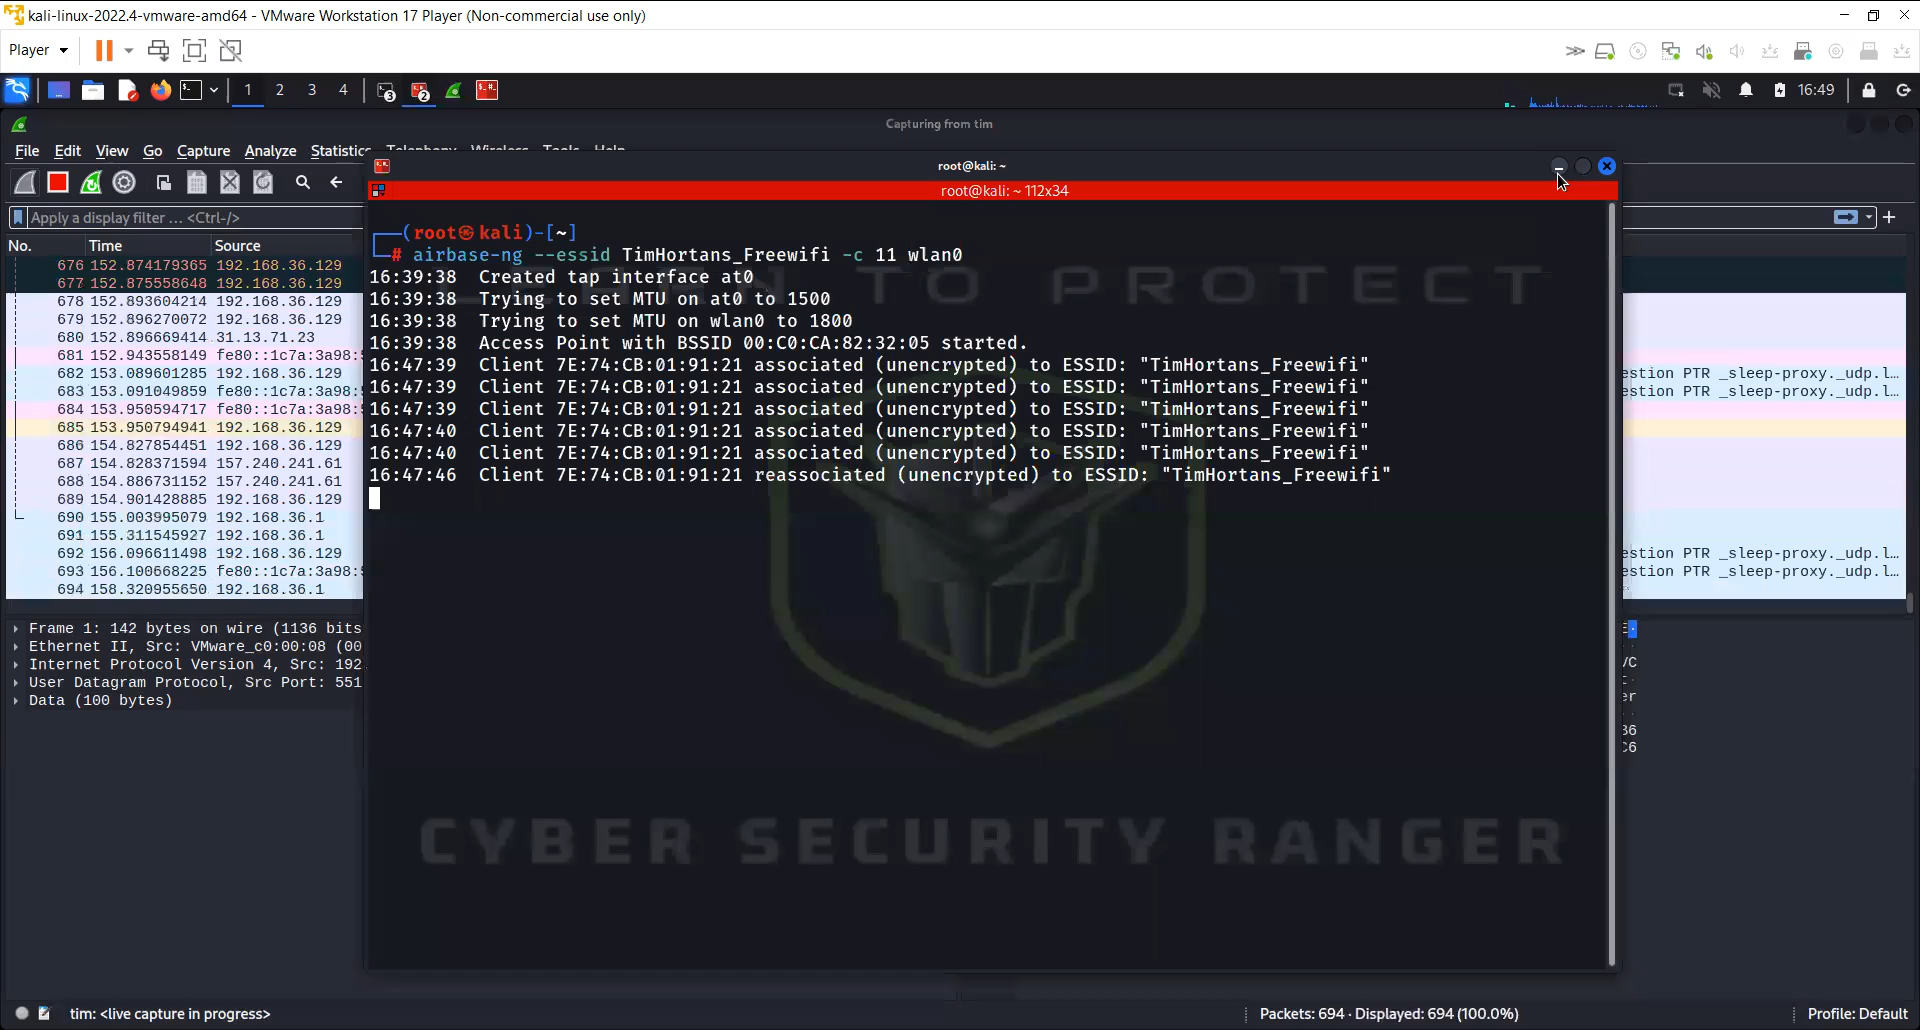 kali-linux-2022.4-vmware-amd64 - VMware Workstation 17 Player (Non-commercial use only)
Player
1 2 3 4
3
2
16:49
Capturing from tim
File Edit View Go Capture Analyze Statistics Telephony Wireless Tools Help
root@kali: ~
root@kali: ~ 112x34
Apply a display filter ... <Ctrl-/>
No. Time Source
676 152.874179365 192.168.36.129
677 152.875558648 192.168.36.129
678 152.893604214 192.168.36.129
679 152.896270072 192.168.36.129
680 152.896669414 31.13.71.23
681 152.943558149 fe80::1c7a:3a98:
682 153.089601285 192.168.36.129
683 153.091049859 fe80::1c7a:3a98:
684 153.950594717 fe80::1c7a:3a98:
685 153.950794941 192.168.36.129
686 154.827854451 192.168.36.129
687 154.828371594 157.240.241.61
688 154.886731152 157.240.241.61
689 154.901428885 192.168.36.129
690 155.003995079 192.168.36.1
691 155.311545927 192.168.36.1
692 156.096611498 192.168.36.129
693 156.100668225 fe80::1c7a:3a98:
694 158.320955650 192.168.36.1
(root㉿kali)-[~]
# airbase-ng --essid TimHortans_Freewifi -c 11 wlan0
16:39:38 Created tap interface at0
16:39:38 Trying to set MTU on at0 to 1500
16:39:38 Trying to set MTU on wlan0 to 1800
16:39:38 Access Point with BSSID 00:C0:CA:82:32:05 started.
16:47:39 Client 7E:74:CB:01:91:21 associated (unencrypted) to ESSID: "TimHortans_Freewifi"
16:47:39 Client 7E:74:CB:01:91:21 associated (unencrypted) to ESSID: "TimHortans_Freewifi"
16:47:39 Client 7E:74:CB:01:91:21 associated (unencrypted) to ESSID: "TimHortans_Freewifi"
16:47:40 Client 7E:74:CB:01:91:21 associated (unencrypted) to ESSID: "TimHortans_Freewifi"
16:47:40 Client 7E:74:CB:01:91:21 associated (unencrypted) to ESSID: "TimHortans_Freewifi"
16:47:46 Client 7E:74:CB:01:91:21 reassociated (unencrypted) to ESSID: "TimHortans_Freewifi"
LEARN TO PROTECT
CYBER SECURITY RANGER
estion PTR _sleep-proxy._udp.l…
estion PTR _sleep-proxy._udp.l…
estion PTR _sleep-proxy._udp.l…
estion PTR _sleep-proxy._udp.l…
Frame 1: 142 bytes on wire (1136 bits
Ethernet II, Src: VMware_c0:00:08 (00
Internet Protocol Version 4, Src: 192
User Datagram Protocol, Src Port: 551
Data (100 bytes)
tim: <live capture in progress>
Packets: 694 · Displayed: 694 (100.0%)
Profile: Default